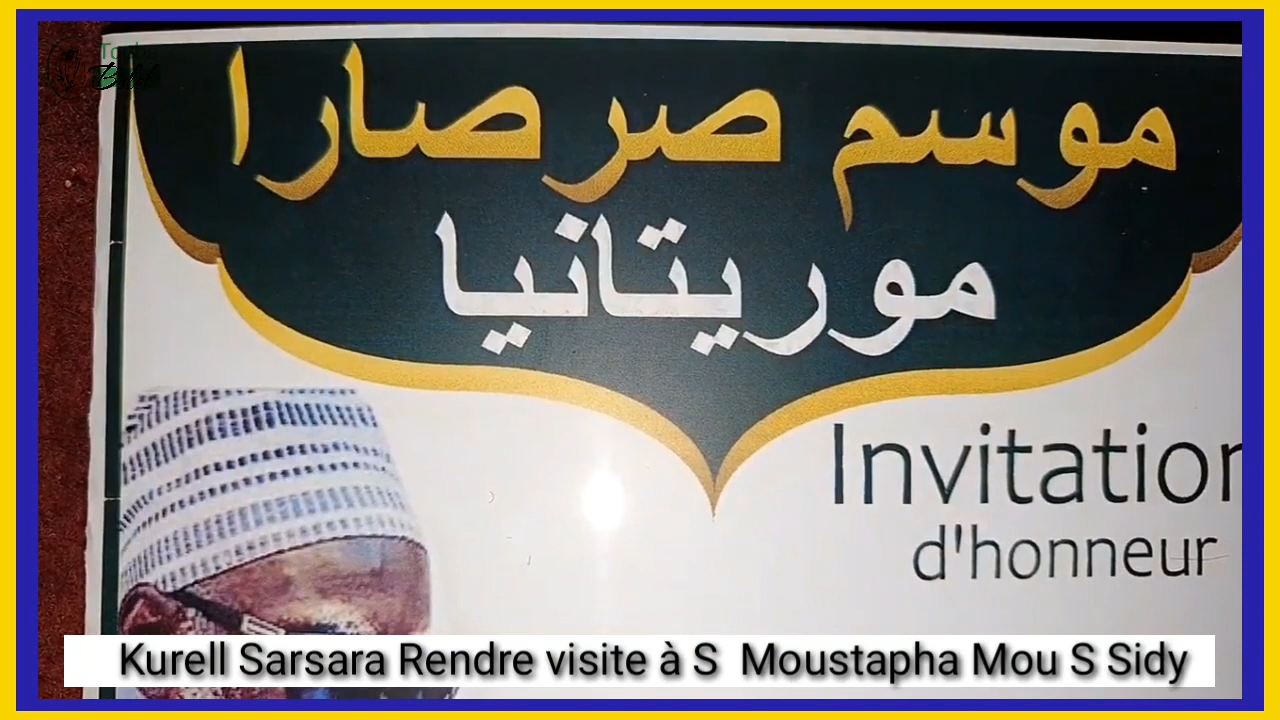 موسم صرصارا
موريتانيا
Invitation
d'honneur
Kurell Sarsara Rendre visite à S Moustapha Mou S Sidy